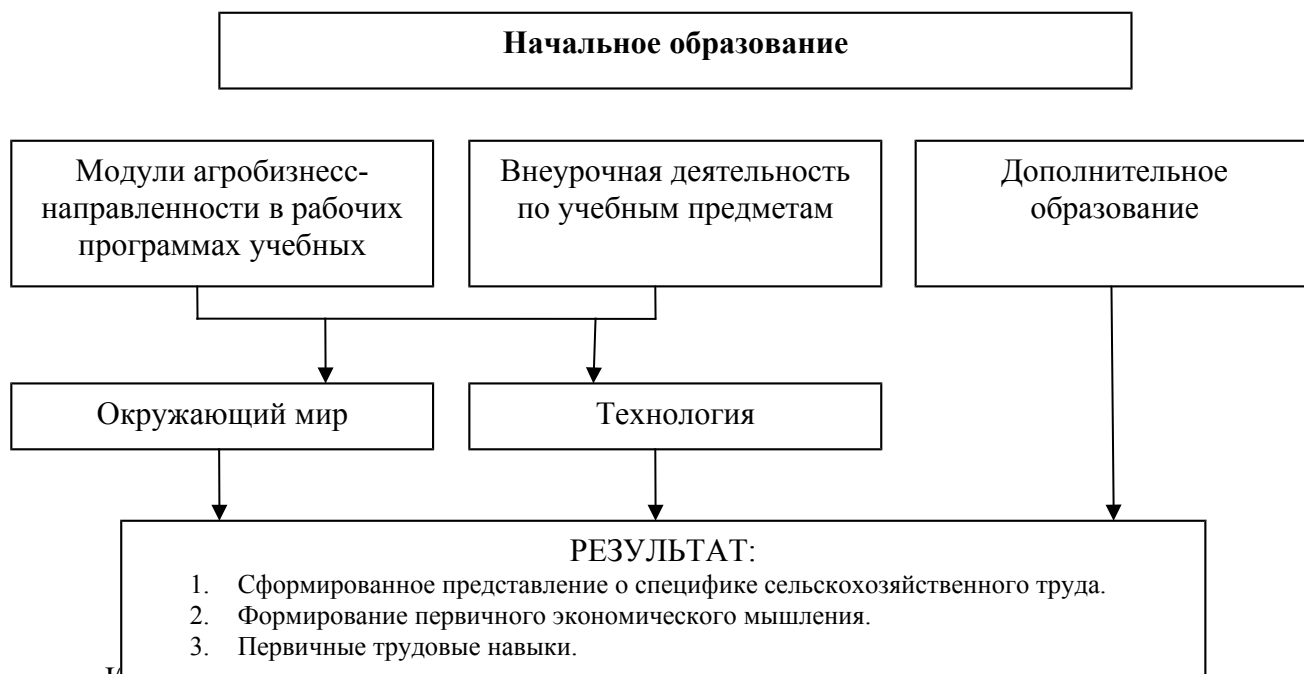 Начальное образование
Модули агробизнесс-
направленности в рабочих
программах учебных
Внеурочная деятельность
по учебным предметам
Дополнительное
образование
Окружающий мир
Технология
РЕЗУЛЬТАТ:
1. Сформированное представление о специфике сельскохозяйственного труда.
2. Формирование первичного экономического мышления.
3. Первичные трудовые навыки.